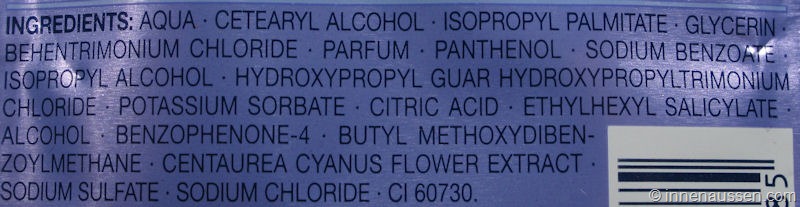 INGREDIENTS: AQUA · CETEARYL ALCOHOL · ISOPROPYL PALMITATE · GLYCERIN ·
BEHENTRIMONIUM CHLORIDE · PARFUM · PANTHENOL · SODIUM BENZOATE ·
ISOPROPYL ALCOHOL · HYDROXYPROPYL GUAR HYDROXYPROPYLTRIMONIUM
CHLORIDE · POTASSIUM SORBATE · CITRIC ACID · ETHYLHEXYL SALICYLATE ·
ALCOHOL · BENZOPHENONE-4 · BUTYL METHOXYDIBEN-
ZOYLMETHANE · CENTAUREA CYANUS FLOWER EXTRACT ·
SODIUM SULFATE · SODIUM CHLORIDE · CI 60730.
85
© innenaussen.com